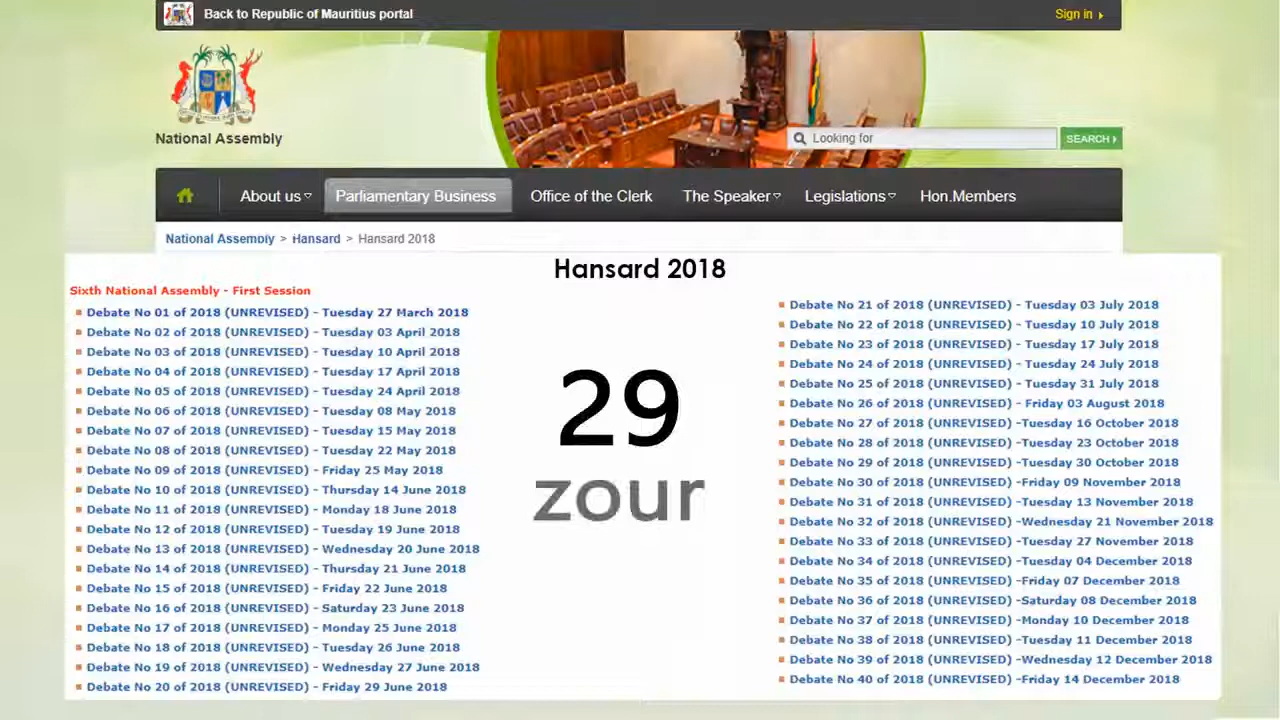 Back to Republic of Mauritius portal
Sign in
National Assembly
Looking for
SEARCH
About us
Parliamentary Business
Office of the Clerk
The Speaker
Legislations
Hon.Members
National Assembly > Hansard > Hansard 2018
Hansard 2018
Sixth National Assembly - First Session
Debate No 01 of 2018 (UNREVISED) - Tuesday 27 March 2018
Debate No 02 of 2018 (UNREVISED) - Tuesday 03 April 2018
Debate No 03 of 2018 (UNREVISED) - Tuesday 10 April 2018
Debate No 04 of 2018 (UNREVISED) - Tuesday 17 April 2018
Debate No 05 of 2018 (UNREVISED) - Tuesday 24 April 2018
Debate No 06 of 2018 (UNREVISED) - Tuesday 08 May 2018
Debate No 07 of 2018 (UNREVISED) - Tuesday 15 May 2018
Debate No 08 of 2018 (UNREVISED) - Tuesday 22 May 2018
Debate No 09 of 2018 (UNREVISED) - Friday 25 May 2018
Debate No 10 of 2018 (UNREVISED) - Thursday 14 June 2018
Debate No 11 of 2018 (UNREVISED) - Monday 18 June 2018
Debate No 12 of 2018 (UNREVISED) - Tuesday 19 June 2018
Debate No 13 of 2018 (UNREVISED) - Wednesday 20 June 2018
Debate No 14 of 2018 (UNREVISED) - Thursday 21 June 2018
Debate No 15 of 2018 (UNREVISED) - Friday 22 June 2018
Debate No 16 of 2018 (UNREVISED) - Saturday 23 June 2018
Debate No 17 of 2018 (UNREVISED) - Monday 25 June 2018
Debate No 18 of 2018 (UNREVISED) - Tuesday 26 June 2018
Debate No 19 of 2018 (UNREVISED) - Wednesday 27 June 2018
Debate No 20 of 2018 (UNREVISED) - Friday 29 June 2018
29
zour
Debate No 21 of 2018 (UNREVISED) - Tuesday 03 July 2018
Debate No 22 of 2018 (UNREVISED) - Tuesday 10 July 2018
Debate No 23 of 2018 (UNREVISED) - Tuesday 17 July 2018
Debate No 24 of 2018 (UNREVISED) - Tuesday 24 July 2018
Debate No 25 of 2018 (UNREVISED) - Tuesday 31 July 2018
Debate No 26 of 2018 (UNREVISED) - Friday 03 August 2018
Debate No 27 of 2018 (UNREVISED) -Tuesday 16 October 2018
Debate No 28 of 2018 (UNREVISED) -Tuesday 23 October 2018
Debate No 29 of 2018 (UNREVISED) -Tuesday 30 October 2018
Debate No 30 of 2018 (UNREVISED) -Friday 09 November 2018
Debate No 31 of 2018 (UNREVISED) -Tuesday 13 November 2018
Debate No 32 of 2018 (UNREVISED) -Wednesday 21 November 2018
Debate No 33 of 2018 (UNREVISED) -Tuesday 27 November 2018
Debate No 34 of 2018 (UNREVISED) -Tuesday 04 December 2018
Debate No 35 of 2018 (UNREVISED) -Friday 07 December 2018
Debate No 36 of 2018 (UNREVISED) -Saturday 08 December 2018
Debate No 37 of 2018 (UNREVISED) -Monday 10 December 2018
Debate No 38 of 2018 (UNREVISED) -Tuesday 11 December 2018
Debate No 39 of 2018 (UNREVISED) -Wednesday 12 December 2018
Debate No 40 of 2018 (UNREVISED) -Friday 14 December 2018